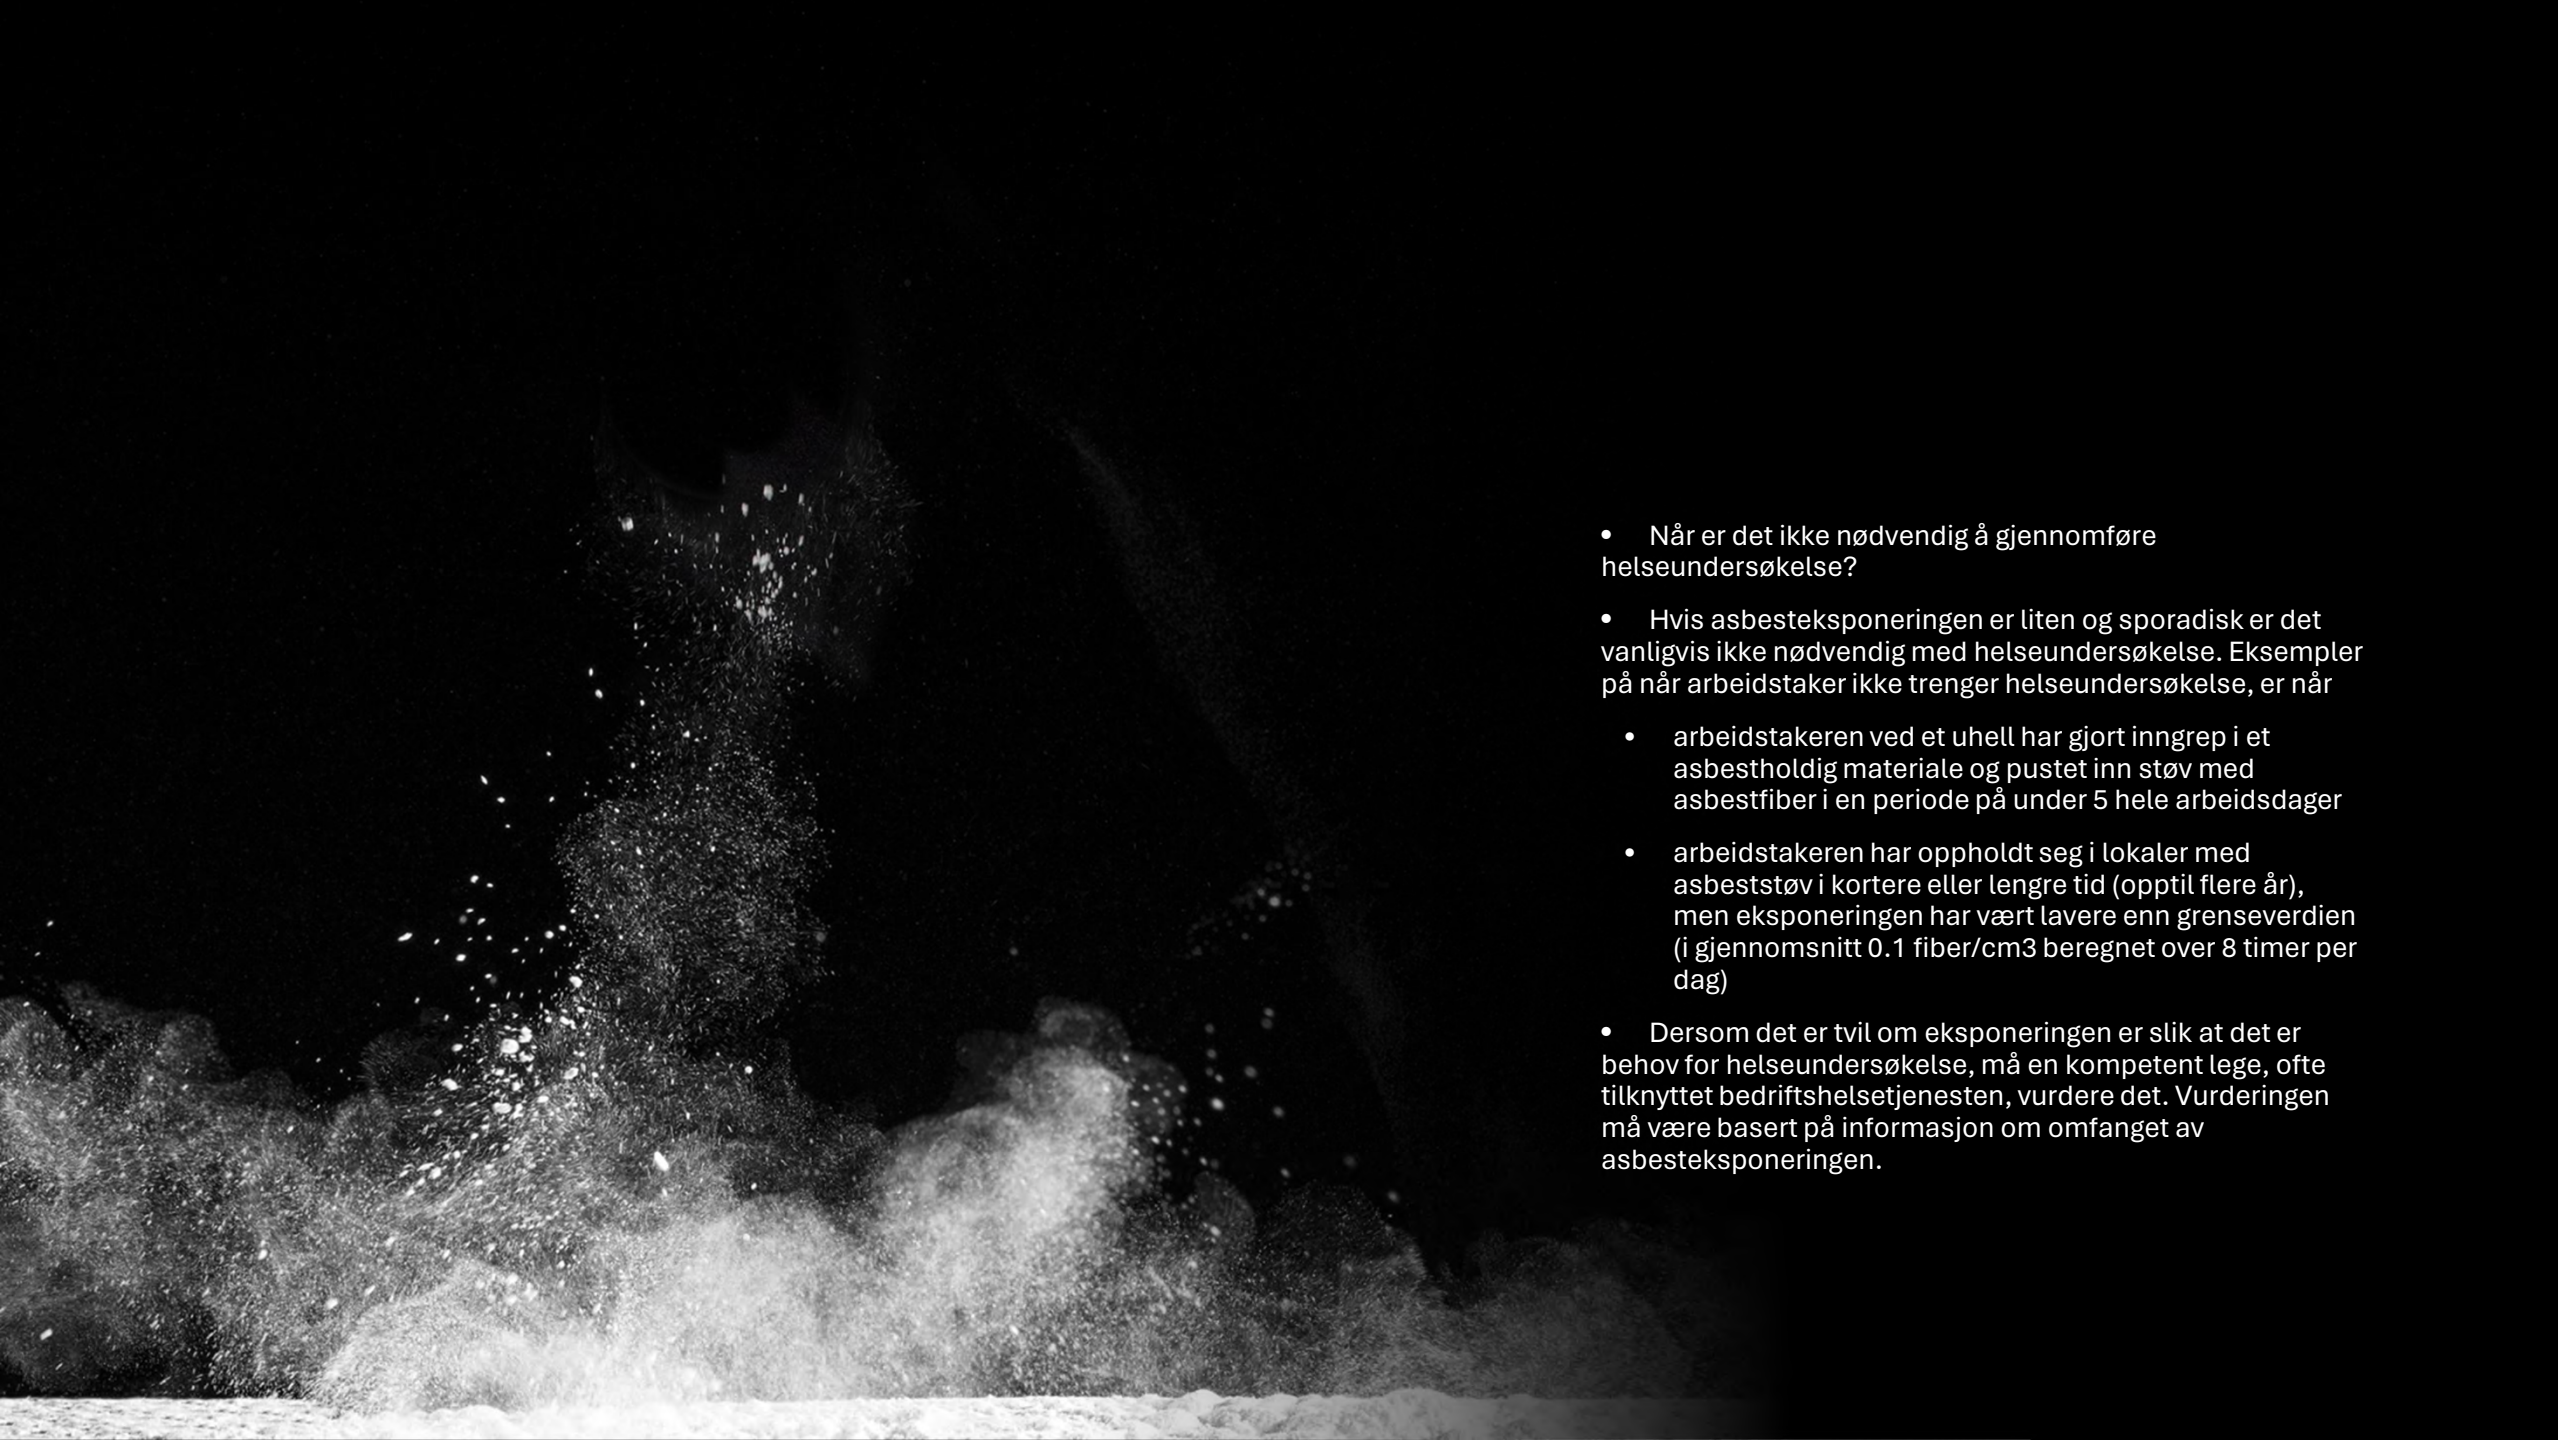 • Når er det ikke nødvendig å gjennomføre
helseundersøkelse?
• Hvis asbesteksponeringen er liten og sporadisk er det
vanligvis ikke nødvendig med helseundersøkelse. Eksempler
på når arbeidstaker ikke trenger helseundersøkelse, er når
• arbeidstakeren ved et uhell har gjort inngrep i et
asbestholdig materiale og pustet inn støv med
asbestfiber i en periode på under 5 hele arbeidsdager
• arbeidstakeren har oppholdt seg i lokaler med
asbeststøv i kortere eller lengre tid (opptil flere år),
men eksponeringen har vært lavere enn grenseverdien
(i gjennomsnitt 0.1 fiber/cm3 beregnet over 8 timer per
dag)
• Dersom det er tvil om eksponeringen er slik at det er
behov for helseundersøkelse, må en kompetent lege, ofte
tilknyttet bedriftshelsetjenesten, vurdere det. Vurderingen
må være basert på informasjon om omfanget av
asbesteksponeringen.